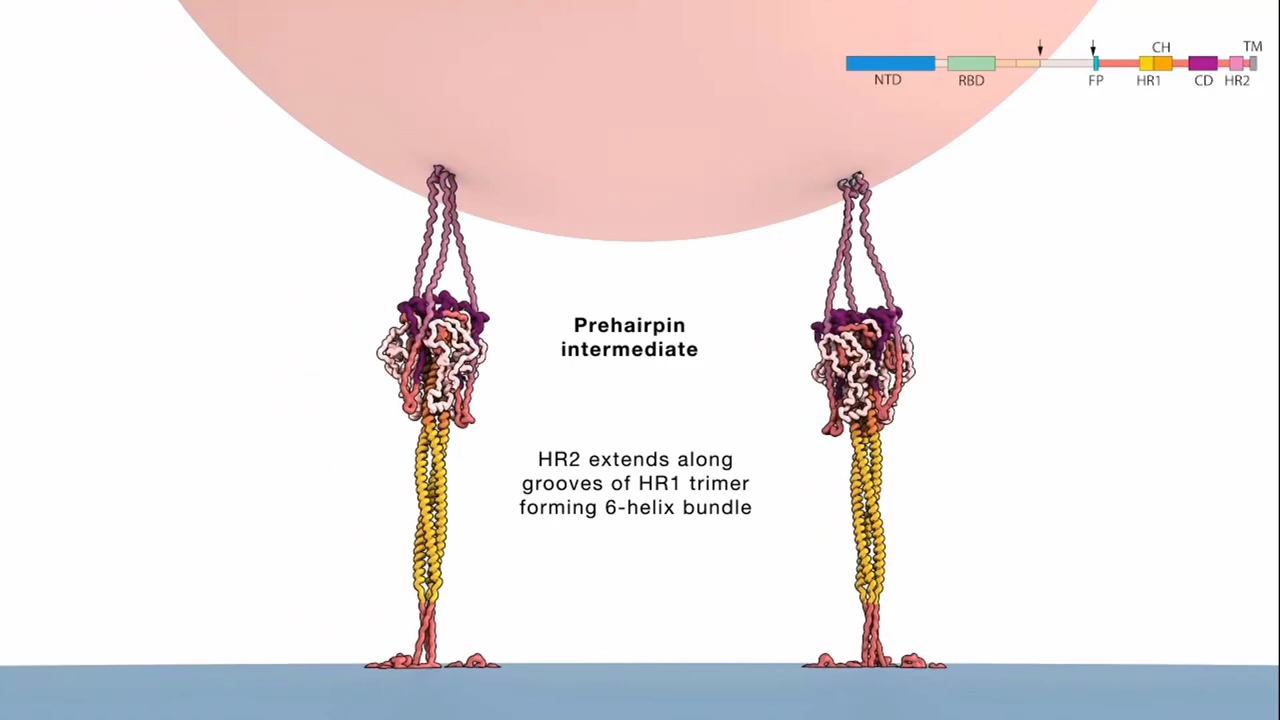 CH
TM
NTD
RBD
FP
HR1
CD
HR2
Prehairpin
intermediate
HR2 extends along
grooves of HR1 trimer
forming 6-helix bundle